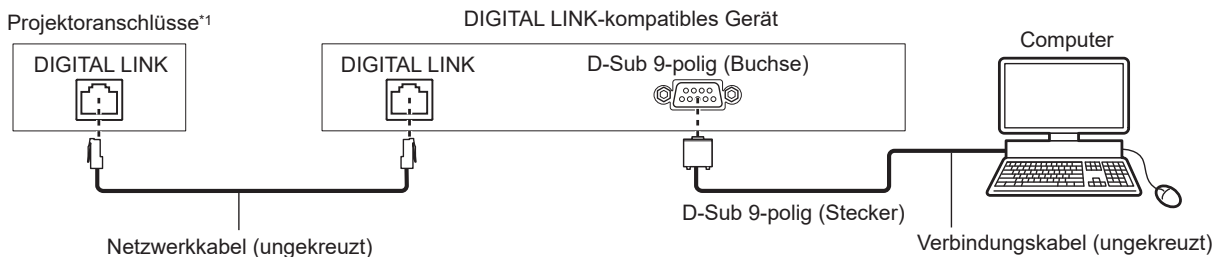 Projektoranschlüsse*1
DIGITAL LINK-kompatibles Gerät
Computer
DIGITAL LINK
DIGITAL LINK
D-Sub 9-polig (Buchse)
D-Sub 9-polig (Stecker)
Netzwerkkabel (ungekreuzt)
Verbindungskabel (ungekreuzt)